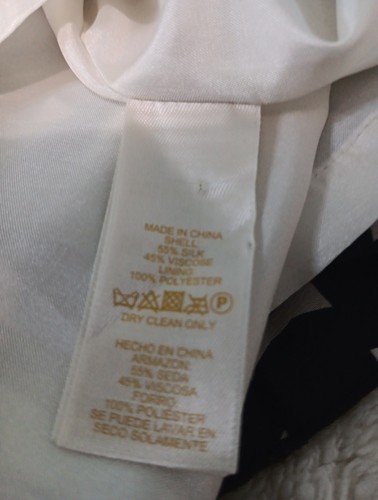 MADE IN CHINA
SHELL
55% SILK
45% VISCOSE
LINING
100% POLYESTER
P
DRY CLEAN ONLY
HECHO EN CHINA
ARMAZON:
55% SEDA
45% VISCOSA
FORRO
100% POLIÉSTER
SE PUEDE LAVAR EN
SECO SOLAMENTE